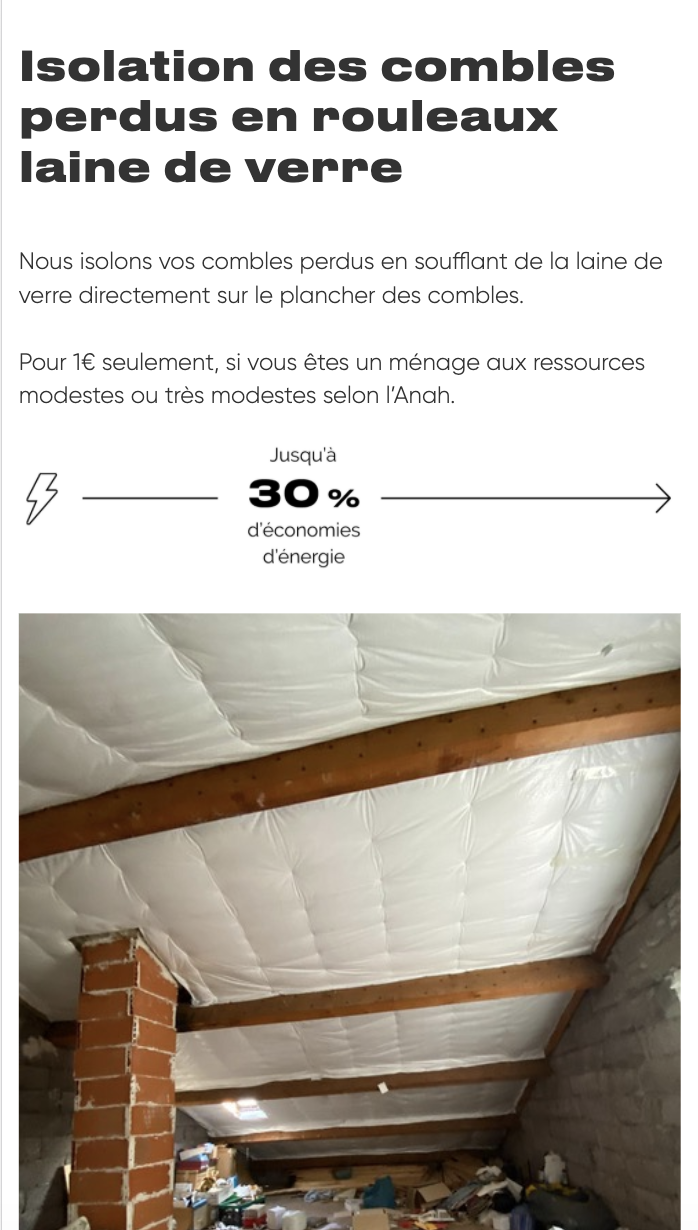 Isolation des combles
perdus en rouleaux
laine de verre
Nous isolons vos combles perdus en soufflant de la laine de
verre directement sur le plancher des combles.
Pour 1€ seulement, si vous êtes un ménage aux ressources
modestes ou très modestes selon l’Anah.
Jusqu'à
30 %
d'économies
d'énergie